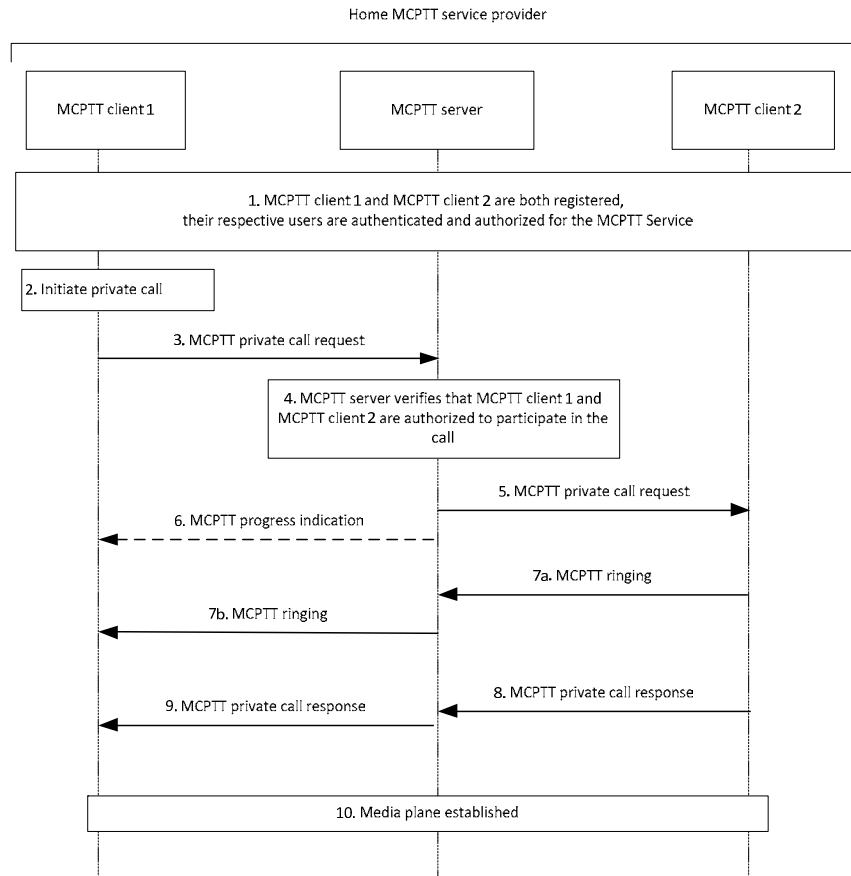 Home MCPTT service provider
MCPTT client 1
MCPTT server
MCPTT client 2
1. MCPTT client 1 and MCPTT client 2 are both registered,
their respective users are authenticated and authorized for the MCPTT Service
2. Initiate private call
3. MCPTT private call request
4. MCPTT server verifies that MCPTT client 1 and
MCPTT client 2 are authorized to participate in the
call
5. MCPTT private call request
6. MCPTT progress indication
7a. MCPTT ringing
7b. MCPTT ringing
8. MCPTT private call response
9. MCPTT private call response
10. Media plane established